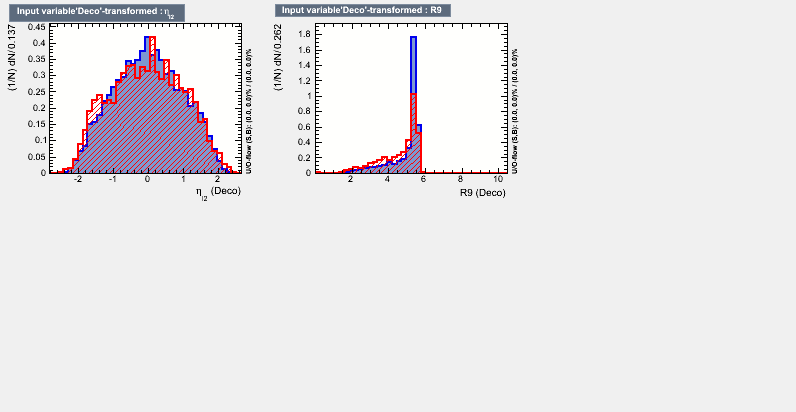 Input variable'Deco'-transformed : η_l2
(1/N) dN/0.137
0.45
0.4
0.35
0.3
0.25
0.2
0.15
0.1
0.05
0
-2 -1 0 1 2
η_l2 (Deco)
U/O-flow (S,B): (0.0, 0.0)% / (0.0, 0.0)%
Input variable'Deco'-transformed : R9
(1/N) dN/0.262
1.8
1.6
1.4
1.2
1
0.8
0.6
0.4
0.2
0
2 4 6 8 10
R9 (Deco)
U/O-flow (S,B): (0.0, 0.0)% / (0.0, 0.0)%